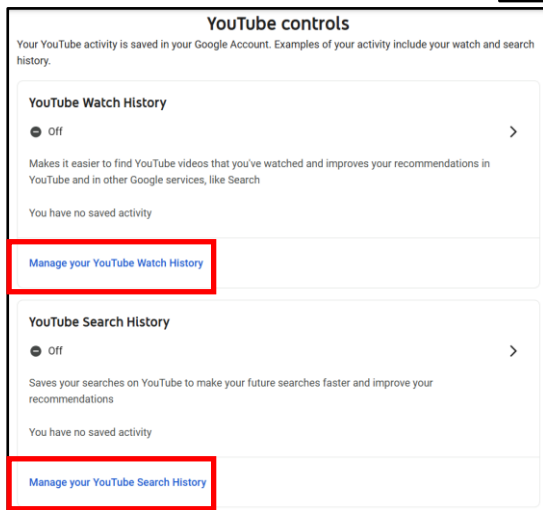 YouTube controls
Your YouTube activity is saved in your Google Account. Examples of your activity include your watch and search
history.
YouTube Watch History
Off
Makes it easier to find YouTube videos that you've watched and improves your recommendations in
YouTube and in other Google services, like Search
You have no saved activity
Manage your YouTube Watch History
YouTube Search History
Off
Saves your searches on YouTube to make your future searches faster and improve your
recommendations
You have no saved activity
Manage your YouTube Search History